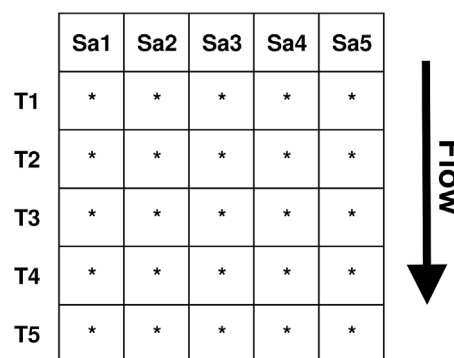 Sa1 Sa2 Sa3 Sa4 Sa5
T1 * * * * *
T2 * * * * *
T3 * * * * *
T4 * * * * *
T5 * * * * *
Flow